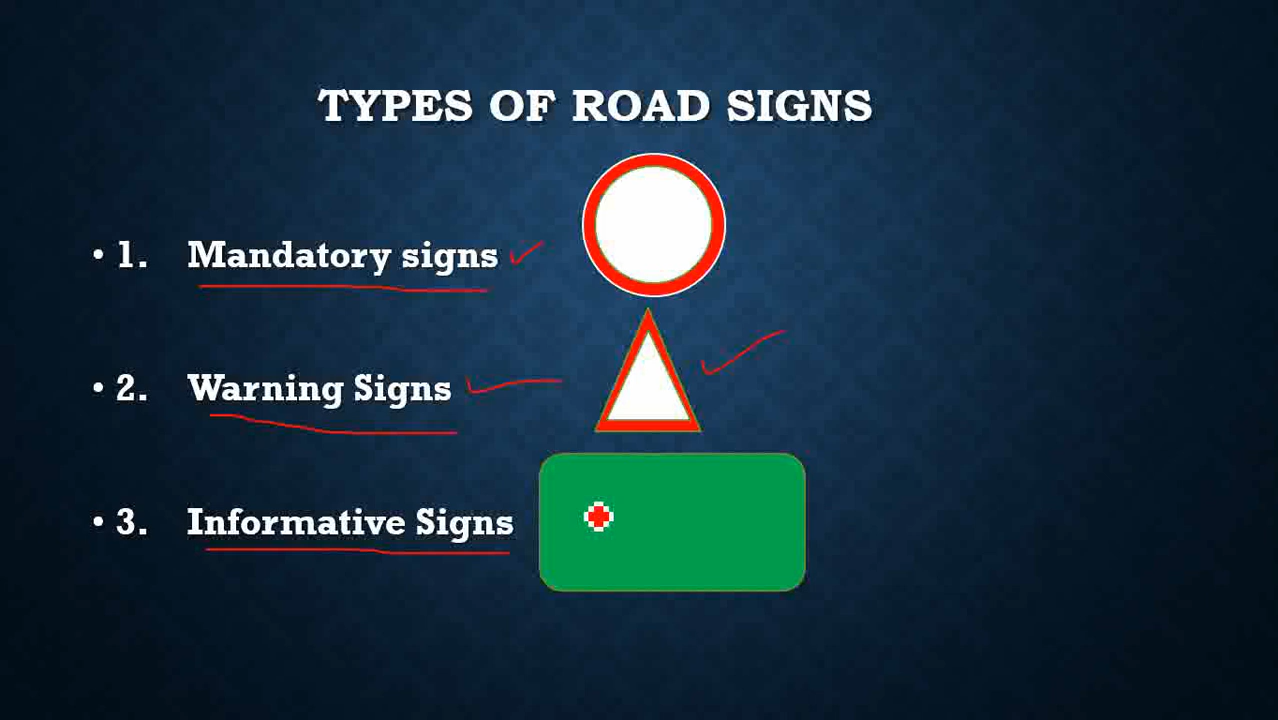 TYPES OF ROAD SIGNS
• 1. Mandatory signs
• 2. Warning Signs
• 3. Informative Signs